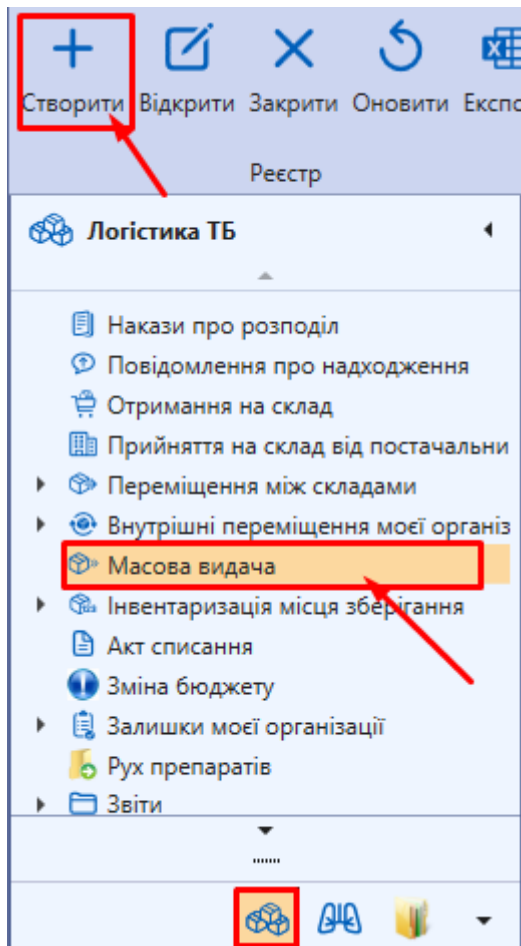 Створити Відкрити Закрити Оновити Експо
Реєстр
Логістика ТБ
Накази про розподіл
Повідомлення про надходження
Отримання на склад
Прийняття на склад від постачальни
Переміщення між складами
Внутрішні переміщення моєї організ
Масова видача
Інвентаризація місця зберігання
Акт списання
Зміна бюджету
Залишки моєї організації
Рух препаратів
Звіти